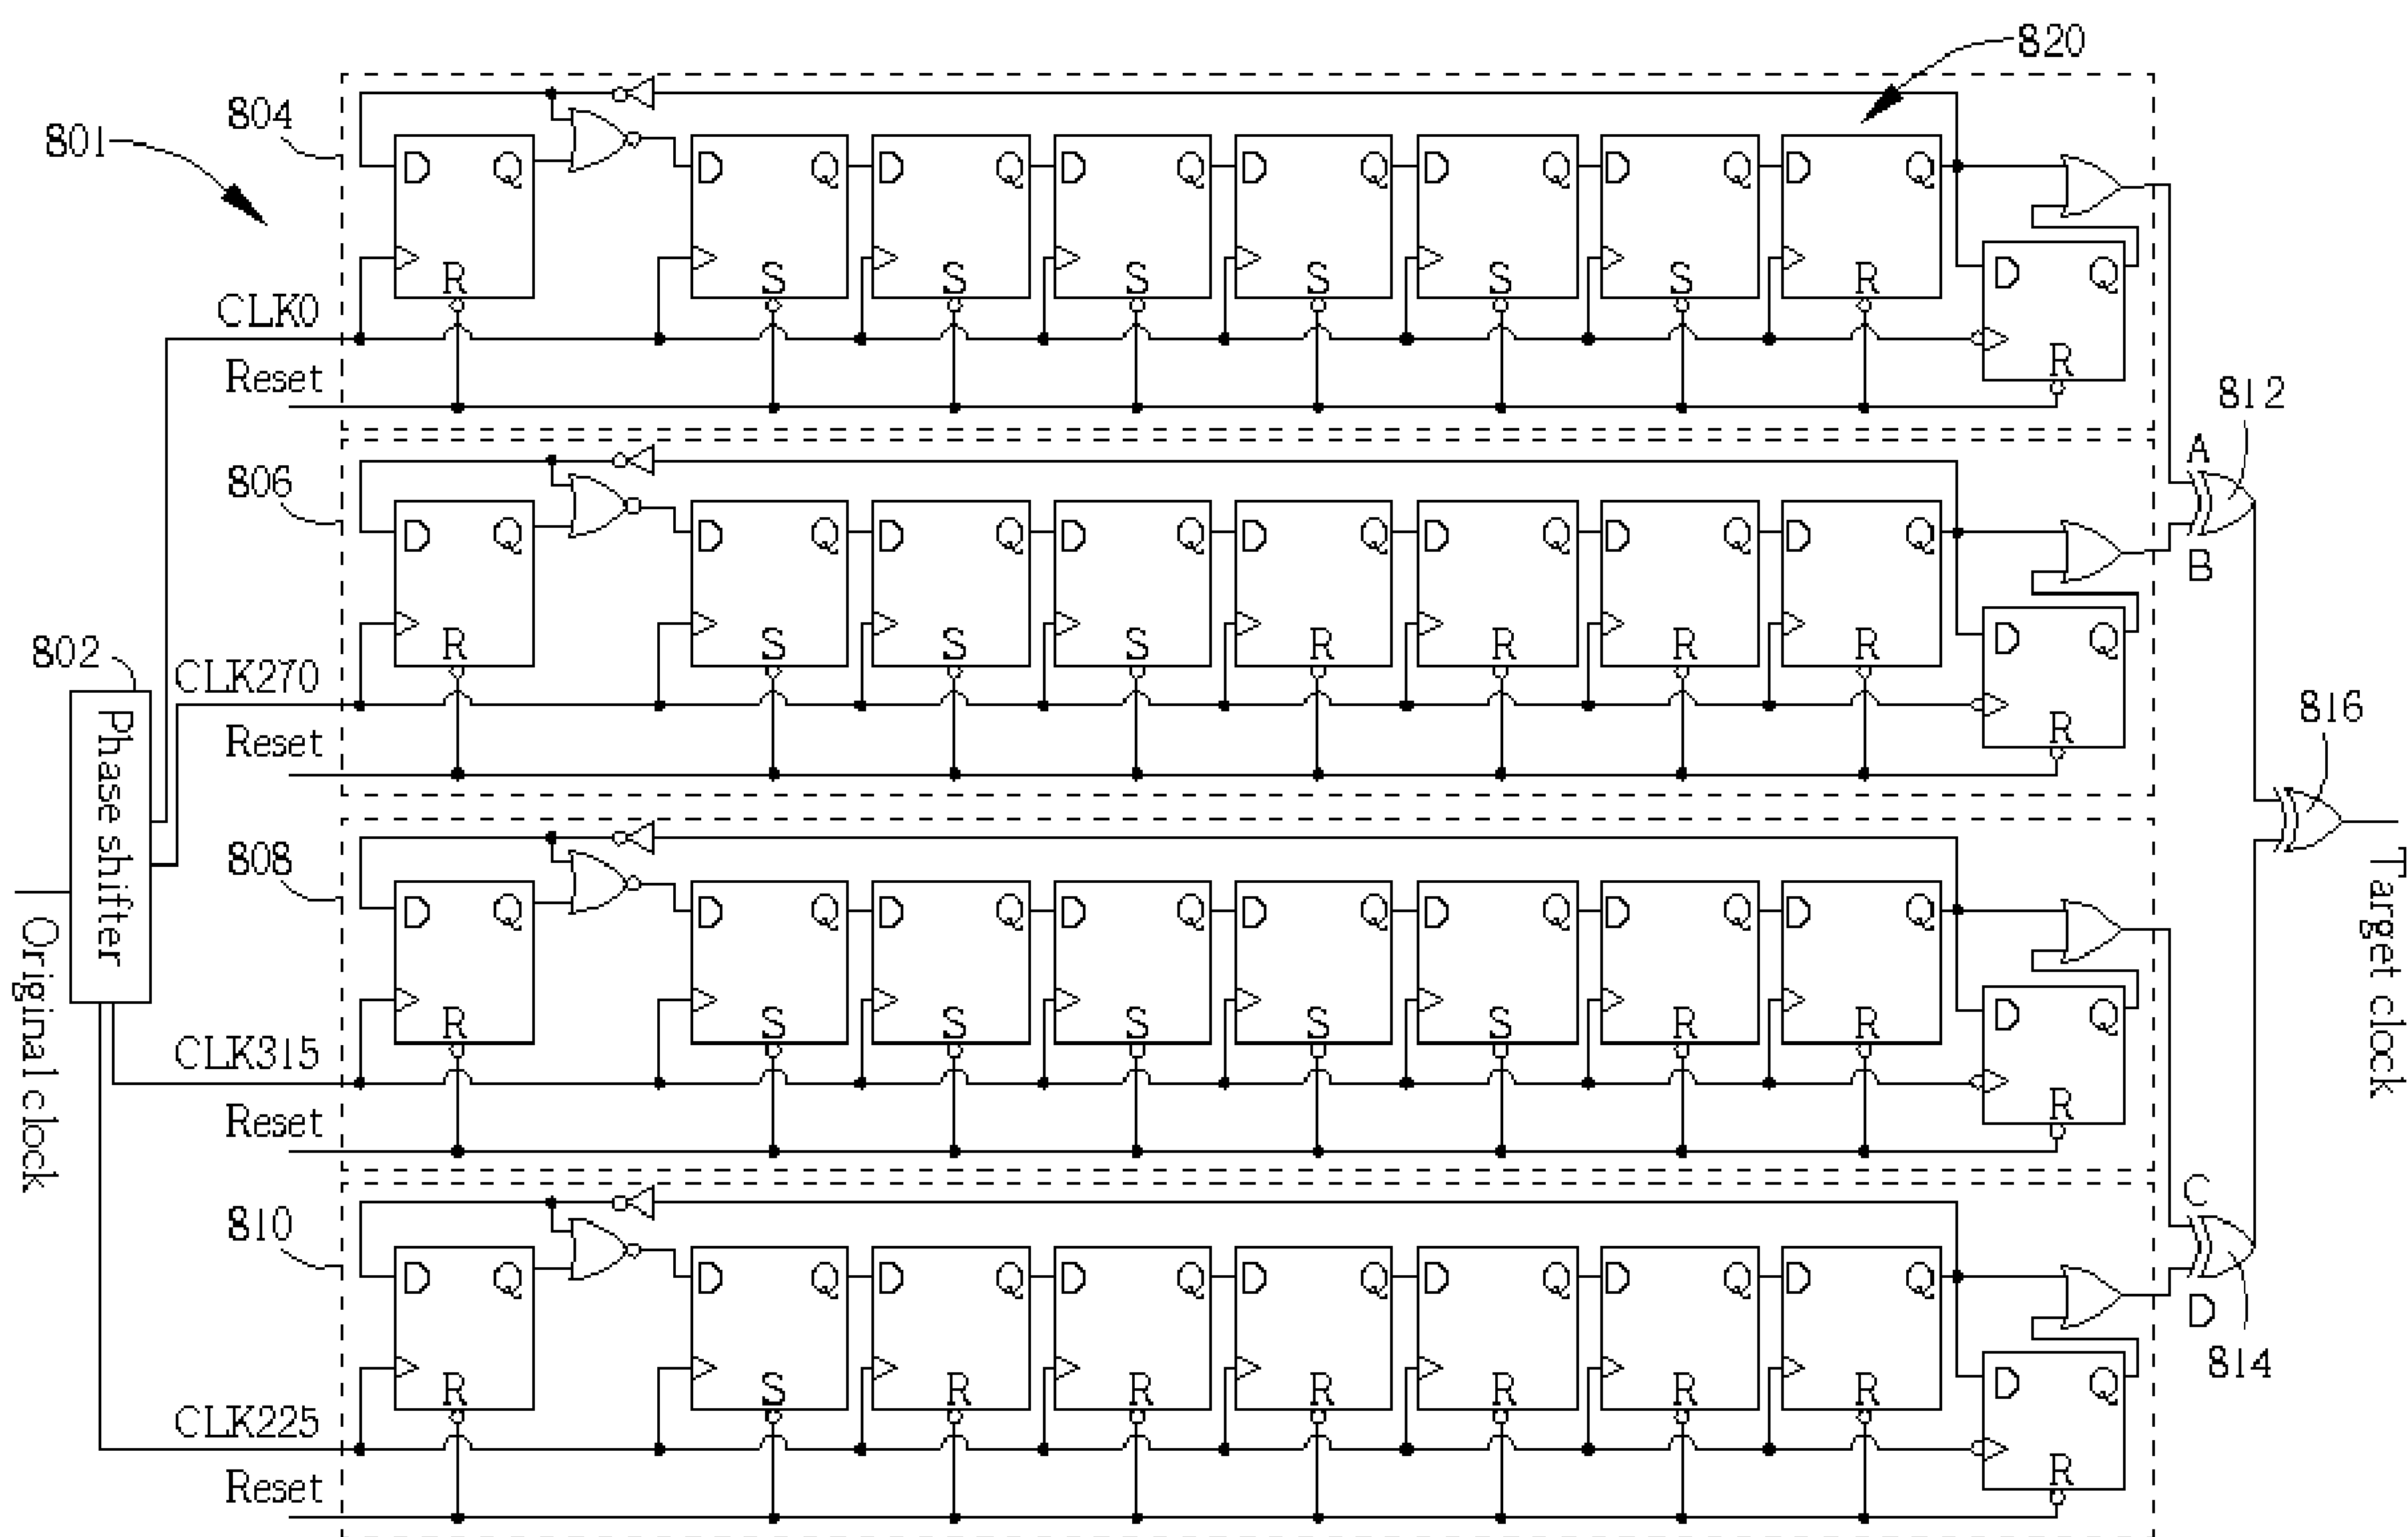 820
804
801
D Q D Q D Q D Q D Q D Q D Q D Q
R S S S S S S R
D Q
R
CLK0
Reset
812
A
B
806
D Q D Q D Q D Q D Q D Q D Q D Q
R S S S R R R R
D Q
R
802
CLK270
Reset
816
Phase shifter
808
D Q D Q D Q D Q D Q D Q D Q D Q
R S S S S S R R
D Q
R
Original clock
Target clock
CLK315
Reset
C
D
814
810
D Q D Q D Q D Q D Q D Q D Q D Q
R S R R R R R R
D Q
R
CLK225
Reset